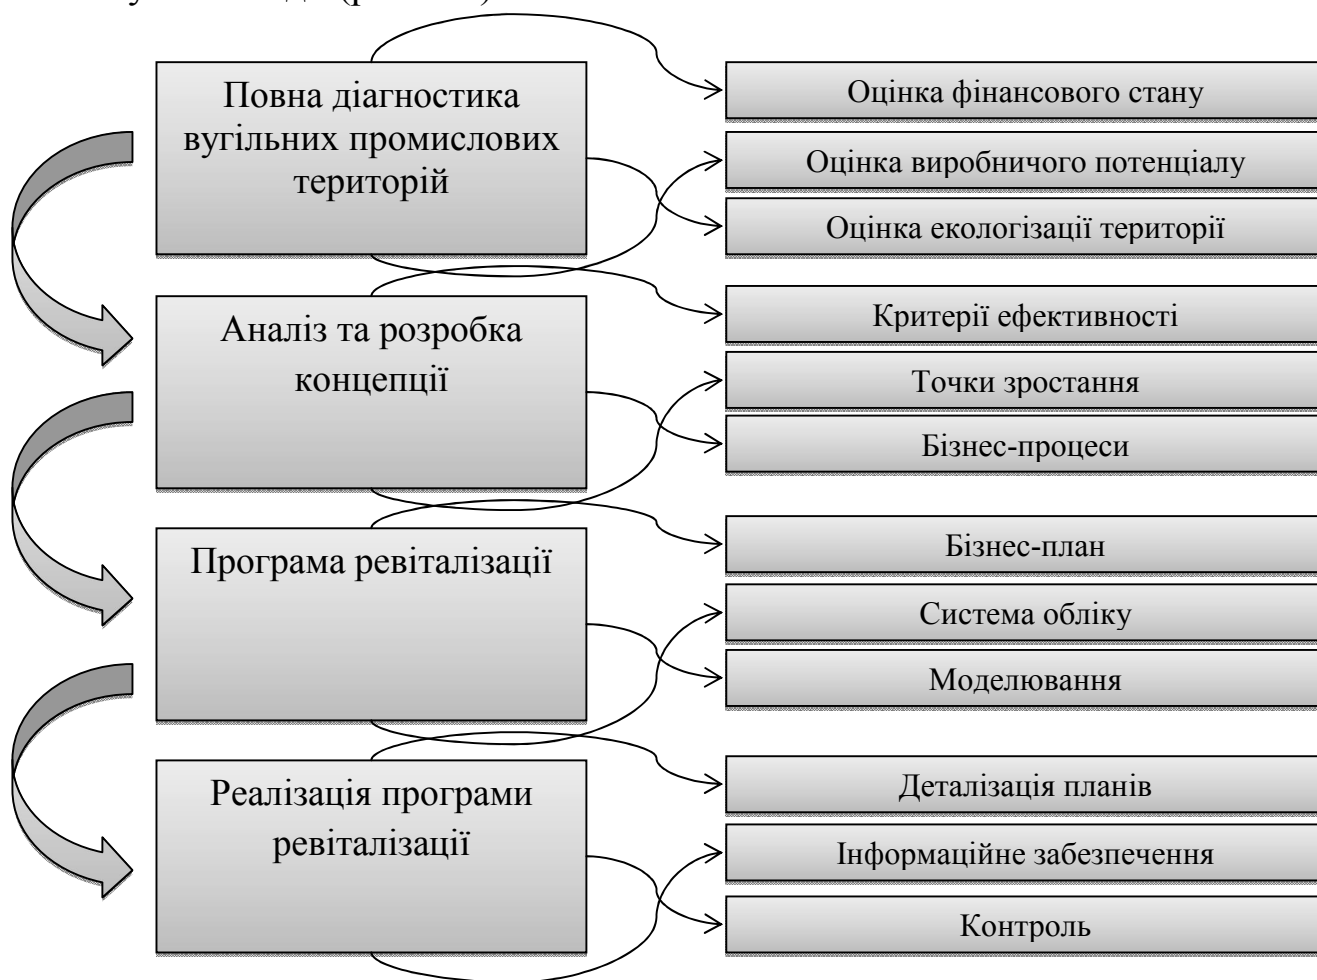 Повна діагностика
вугільних промислових
територій
Оцінка фінансового стану
Оцінка виробничого потенціалу
Оцінка екологізації території
Аналіз та розробка
концепції
Критерії ефективності
Точки зростання
Бізнес-процеси
Програма ревіталізації
Бізнес-план
Система обліку
Моделювання
Реалізація програми
ревіталізації
Деталізація планів
Інформаційне забезпечення
Контроль